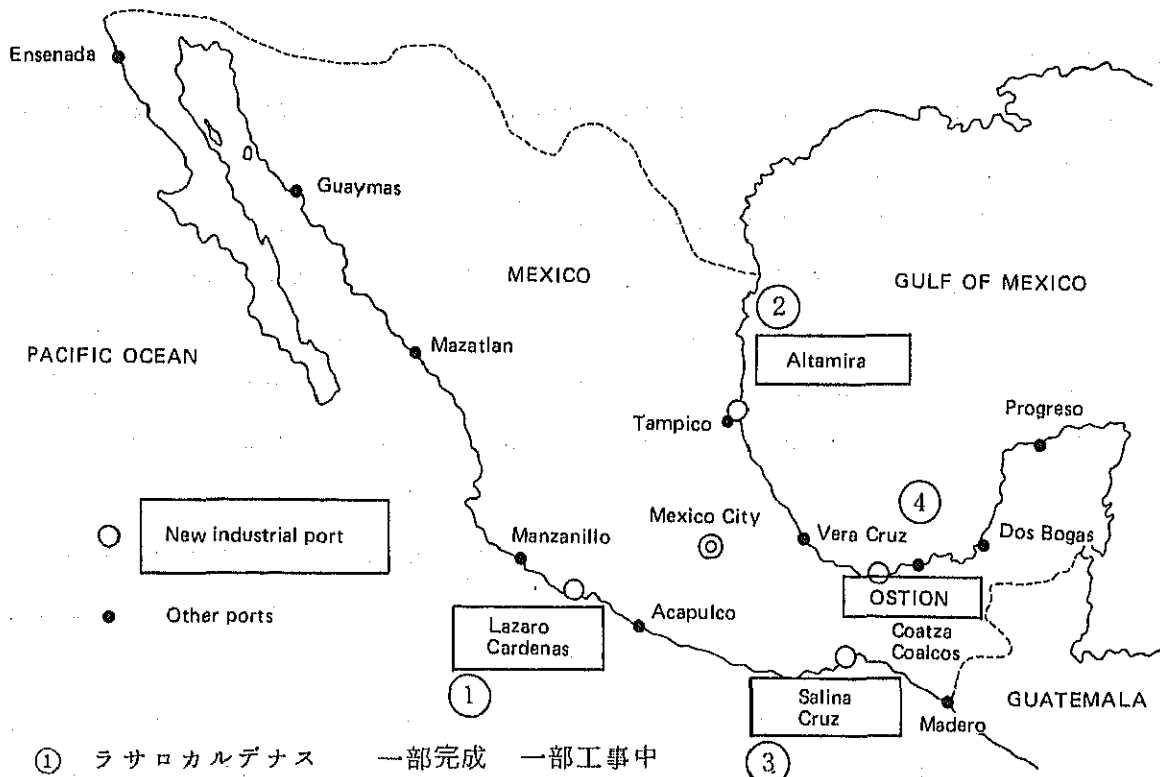 Ensenada
Guaymas
MEXICO
GULF OF MEXICO
②
Altamira
PACIFIC OCEAN
Mazatlan
Tampico
Progreso
④
New industrial port
Mexico City
Vera Cruz
Dos Bogas
Manzanillo
OSTION
Other ports
Lazaro
Cardenas
Acapulco
Coatza
Coalcos
①
Salina
Cruz
GUATEMALA
Madero
③
① ラサロカルデナス 一部完成 一部工事中